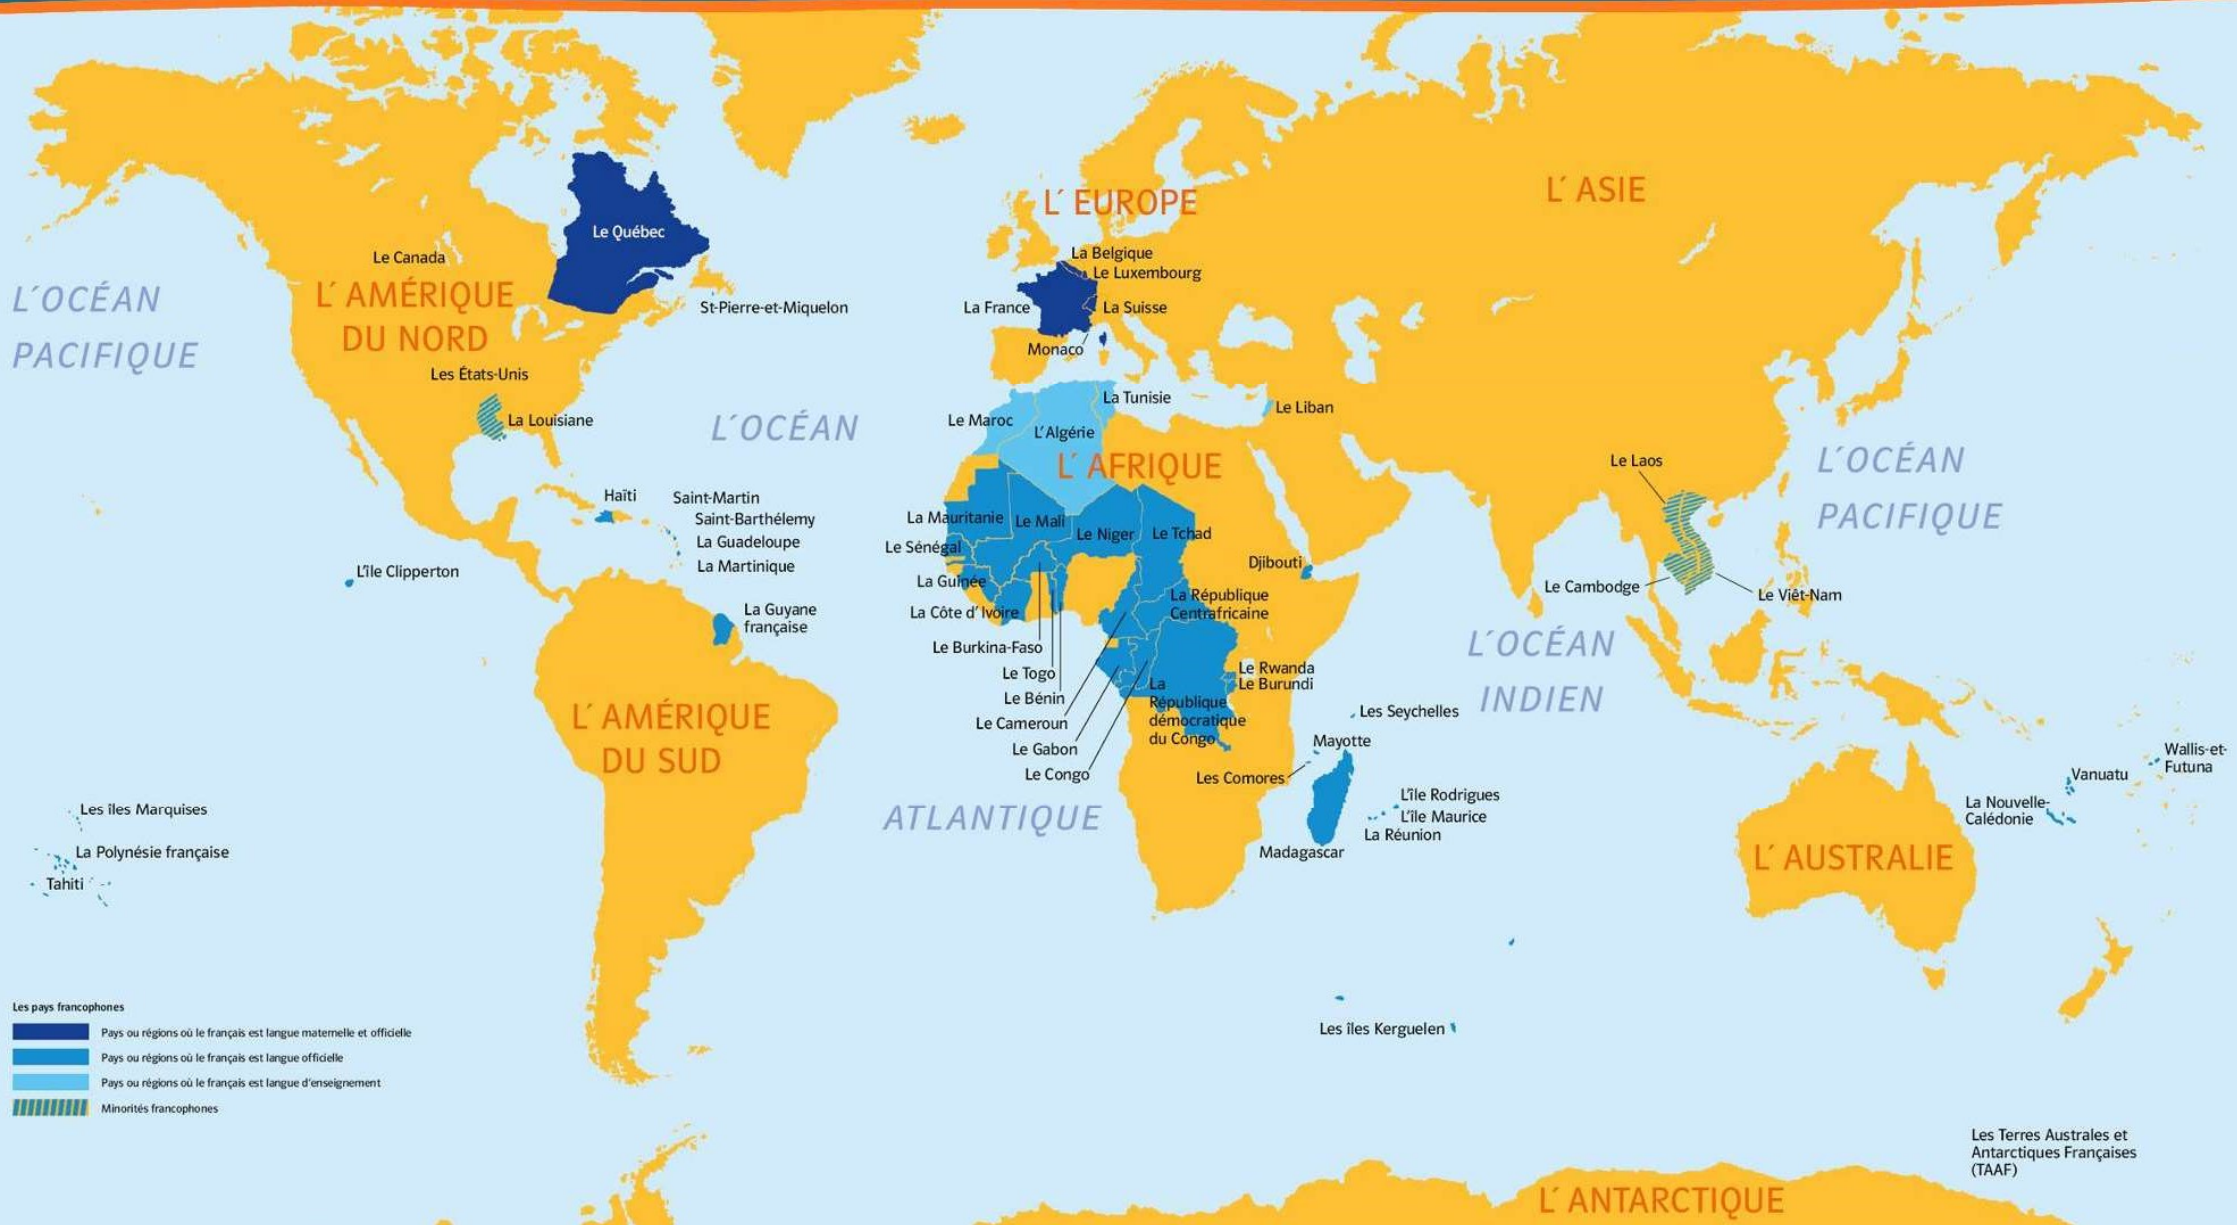 L´EUROPE
L´ASIE
Le Québec
Le Canada
La Belgique
Le Luxembourg
L´OCÉAN
PACIFIQUE
L´AMÉRIQUE
DU NORD
St-Pierre-et-Miquelon
La France
La Suisse
Monaco
Les États-Unis
La Louisiane
L´OCÉAN
La Tunisie
Le Maroc
L'Algérie
Le Liban
L´AFRIQUE
Le Laos
L´OCÉAN
PACIFIQUE
Haïti
Saint-Martin
Saint-Barthélemy
La Guadeloupe
La Martinique
La Mauritanie
Le Mali
Le Niger
Le Tchad
Le Sénégal
La Guinée
La Côte d'Ivoire
Djibouti
La République
Centrafricaine
L'île Clipperton
La Guyane
française
Le Cambodge
Le Viêt-Nam
Le Burkina-Faso
Le Togo
Le Bénin
Le Cameroun
Le Gabon
Le Congo
Le Rwanda
Le Burundi
La
République
démocratique
du Congo
L´OCÉAN
INDIEN
Les Seychelles
Mayotte
Les Comores
L'île Rodrigues
L'île Maurice
La Réunion
Madagascar
L´AMÉRIQUE
DU SUD
ATLANTIQUE
Wallis-et-
Futuna
Vanuatu
La Nouvelle-
Calédonie
L´AUSTRALIE
Les îles Marquises
La Polynésie française
Tahiti
Les îles Kerguelen
Les pays francophones
Pays ou régions où le français est langue maternelle et officielle
Pays ou régions où le français est langue officielle
Pays ou régions où le français est langue d'enseignement
Minorités francophones
Les Terres Australes et
Antarctiques Françaises
(TAAF)
L´ANTARCTIQUE